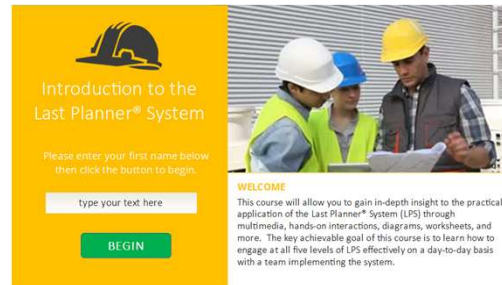 Introduction to the
Last Planner® System
Please enter your first name below
then click the button to begin.
type your text here
BEGIN
WELCOME
This course will allow you to gain in-depth insight to the practical
application of the Last Planner® System (LPS) through
multimedia, hands-on interactions, diagrams, worksheets, and
more. The key achievable goal of this course is to learn how to
engage at all five levels of LPS effectively on a day-to-day basis
with a team implementing the system.